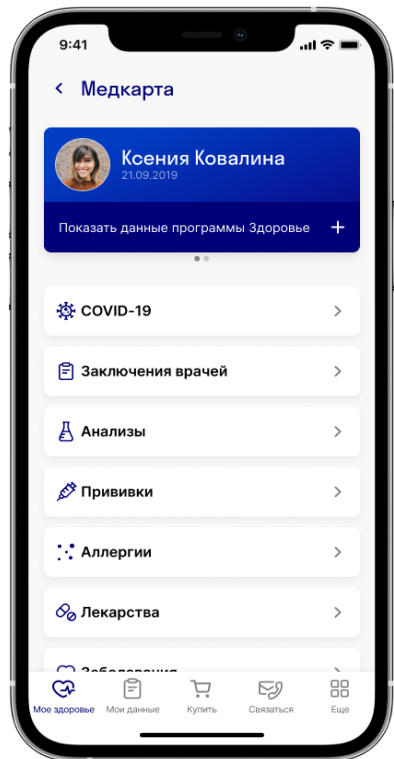 9:41
Медкарта
Ксения Ковалина
21.09.2019
Показать данные программы Здоровье
COVID-19
Заключения врачей
Анализы
Прививки
Аллергии
Лекарства
Заболевания
Мое здоровье Мои данные Купить Связаться Еще